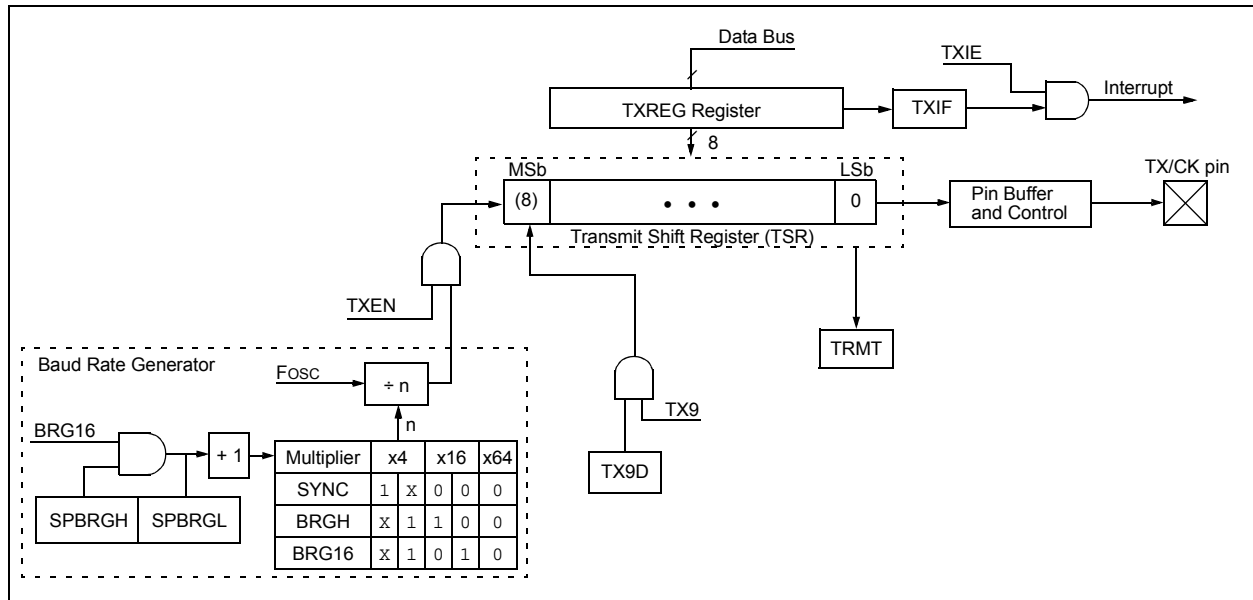 Data Bus
TXIE
Interrupt
TXREG Register
TXIF
8
MSb
LSb
TX/CK pin
(8)
• • •
0
Pin Buffer
and Control
Transmit Shift Register (TSR)
TXEN
TRMT
Baud Rate Generator
FOSC
÷ n
n
TX9
BRG16
+ 1
TX9D
Multiplier x4 x16 x64
SYNC 1 X 0 0 0
BRGH X 1 1 0 0
BRG16 X 1 0 1 0
SPBRGH SPBRGL